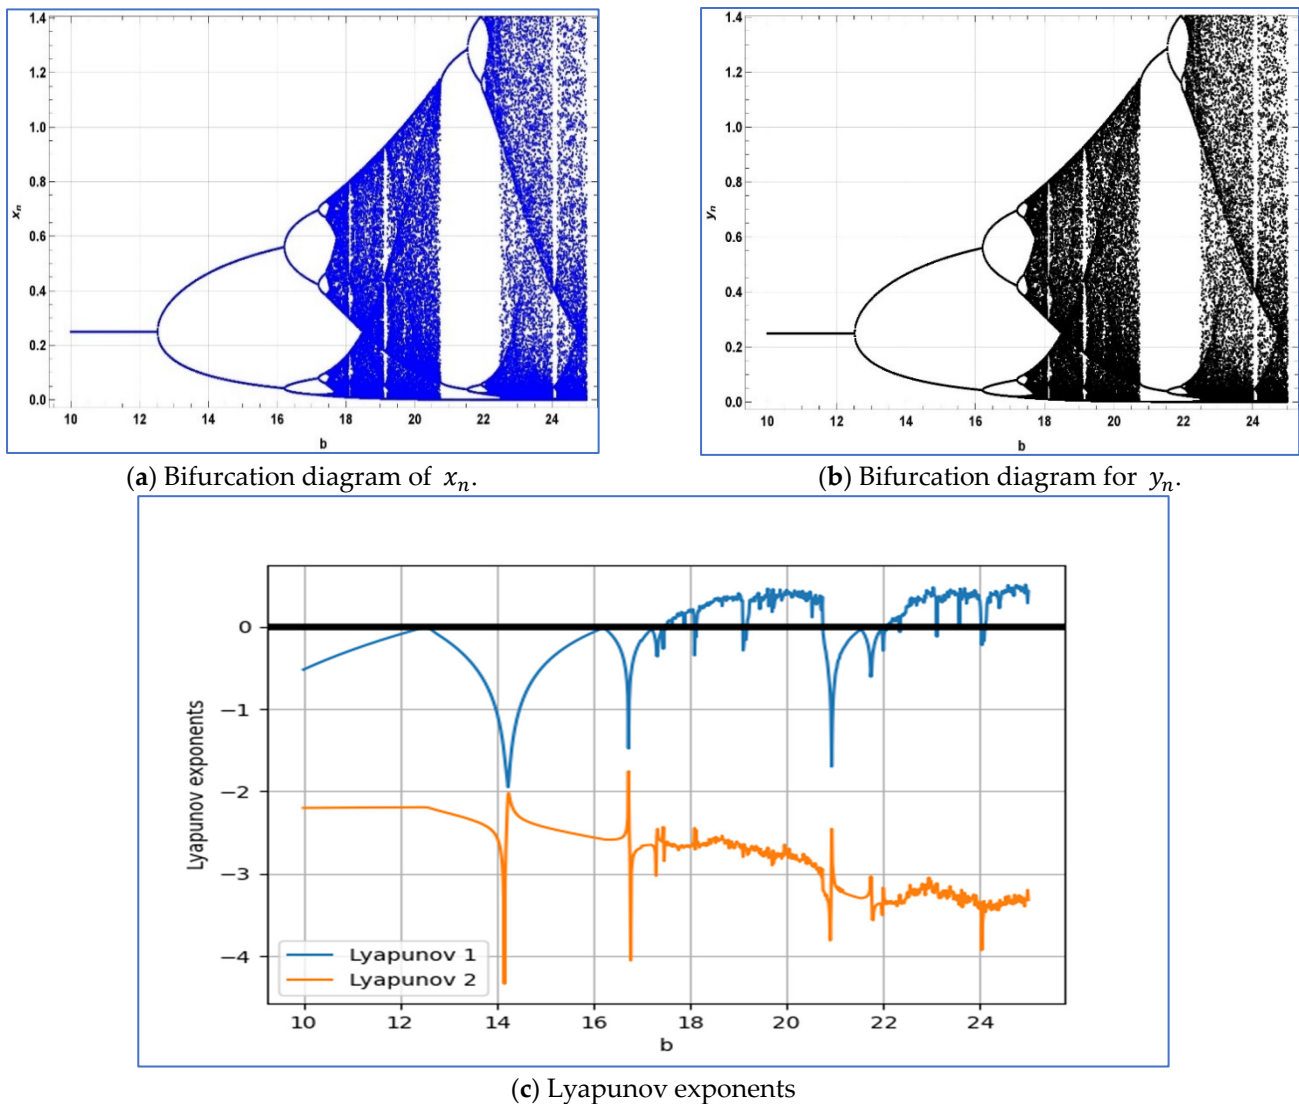 1.4
1.2
1.0
0.8
0.6
0.4
0.2
0.0
x_n
10 12 14 16 18 20 22 24
b
(a) Bifurcation diagram of x_n.
1.4
1.2
1.0
0.8
0.6
0.4
0.2
0.0
y_n
10 12 14 16 18 20 22 24
b
(b) Bifurcation diagram for y_n.
0
−1
−2
−3
−4
Lyapunov exponents
Lyapunov 1
Lyapunov 2
10 12 14 16 18 20 22 24
b
(c) Lyapunov exponents